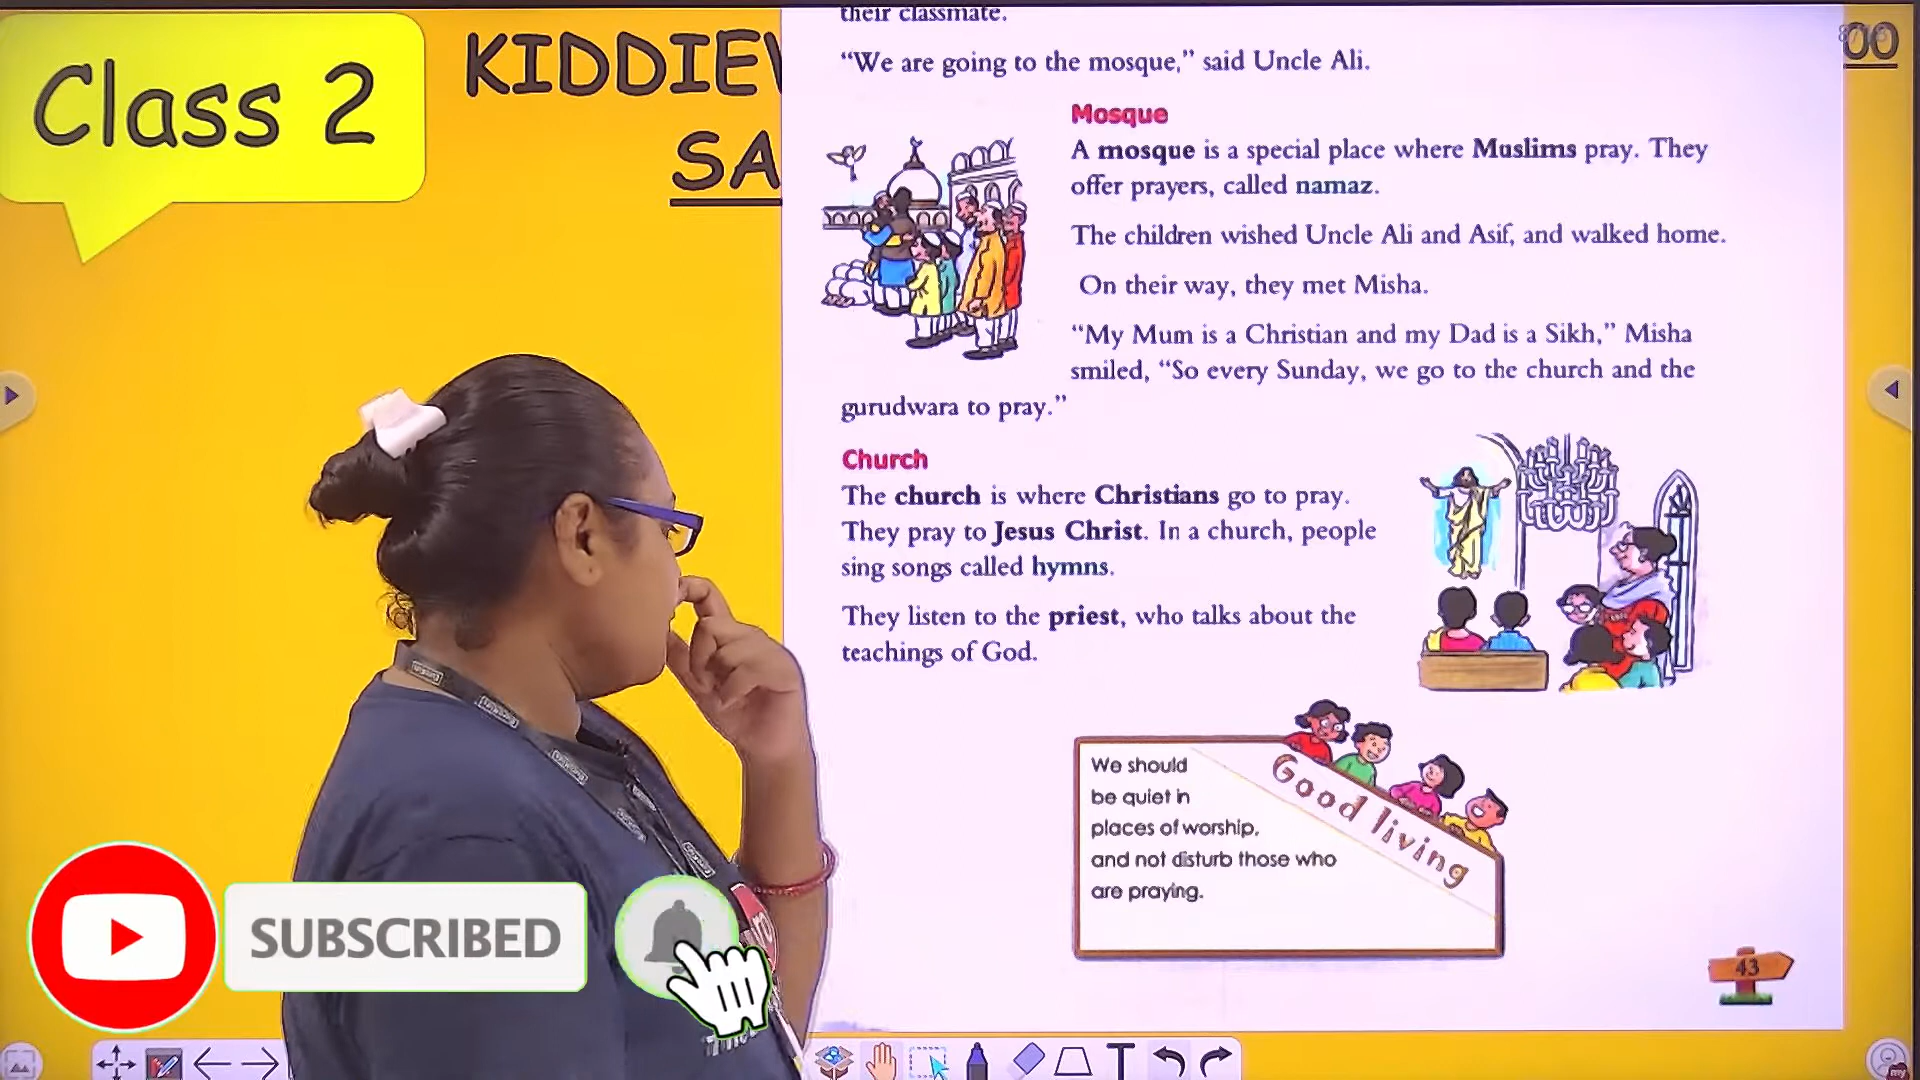 Class 2
KIDDIEV
SA
00
their classmate.
“We are going to the mosque,” said Uncle Ali.
Mosque
A mosque is a special place where Muslims pray. They
offer prayers, called namaz.
The children wished Uncle Ali and Asif, and walked home.
On their way, they met Misha.
“My Mum is a Christian and my Dad is a Sikh,” Misha
smiled, “So every Sunday, we go to the church and the
gurudwara to pray.”
Church
The church is where Christians go to pray.
They pray to Jesus Christ. In a church, people
sing songs called hymns.
They listen to the priest, who talks about the
teachings of God.
We should
be quiet in
places of worship,
and not disturb those who
are praying.
Good living
43
SUBSCRIBED
T
my